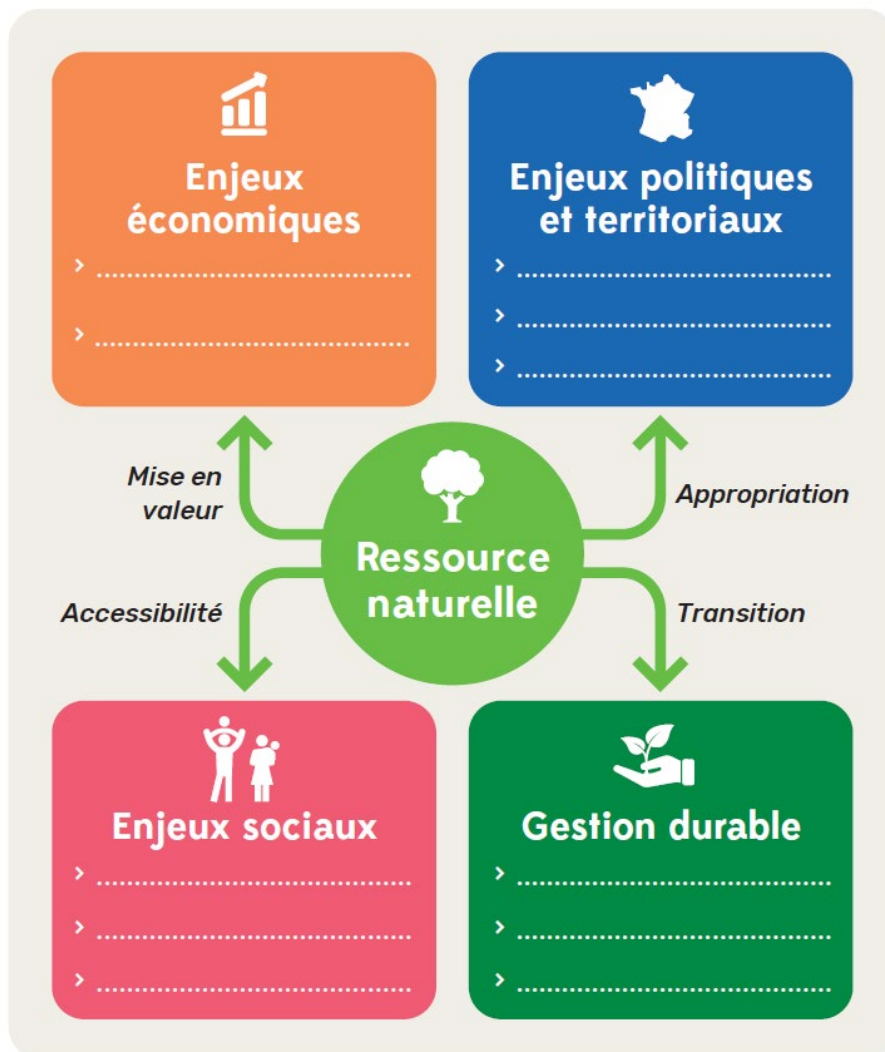 Enjeux
économiques
> ..........................................
> ..........................................
Enjeux politiques
et territoriaux
> ..........................................
> ..........................................
> ..........................................
Mise en
valeur
Appropriation
Ressource
naturelle
Accessibilité
Transition
Enjeux sociaux
> ..........................................
> ..........................................
> ..........................................
Gestion durable
> ..........................................
> ..........................................
> ..........................................